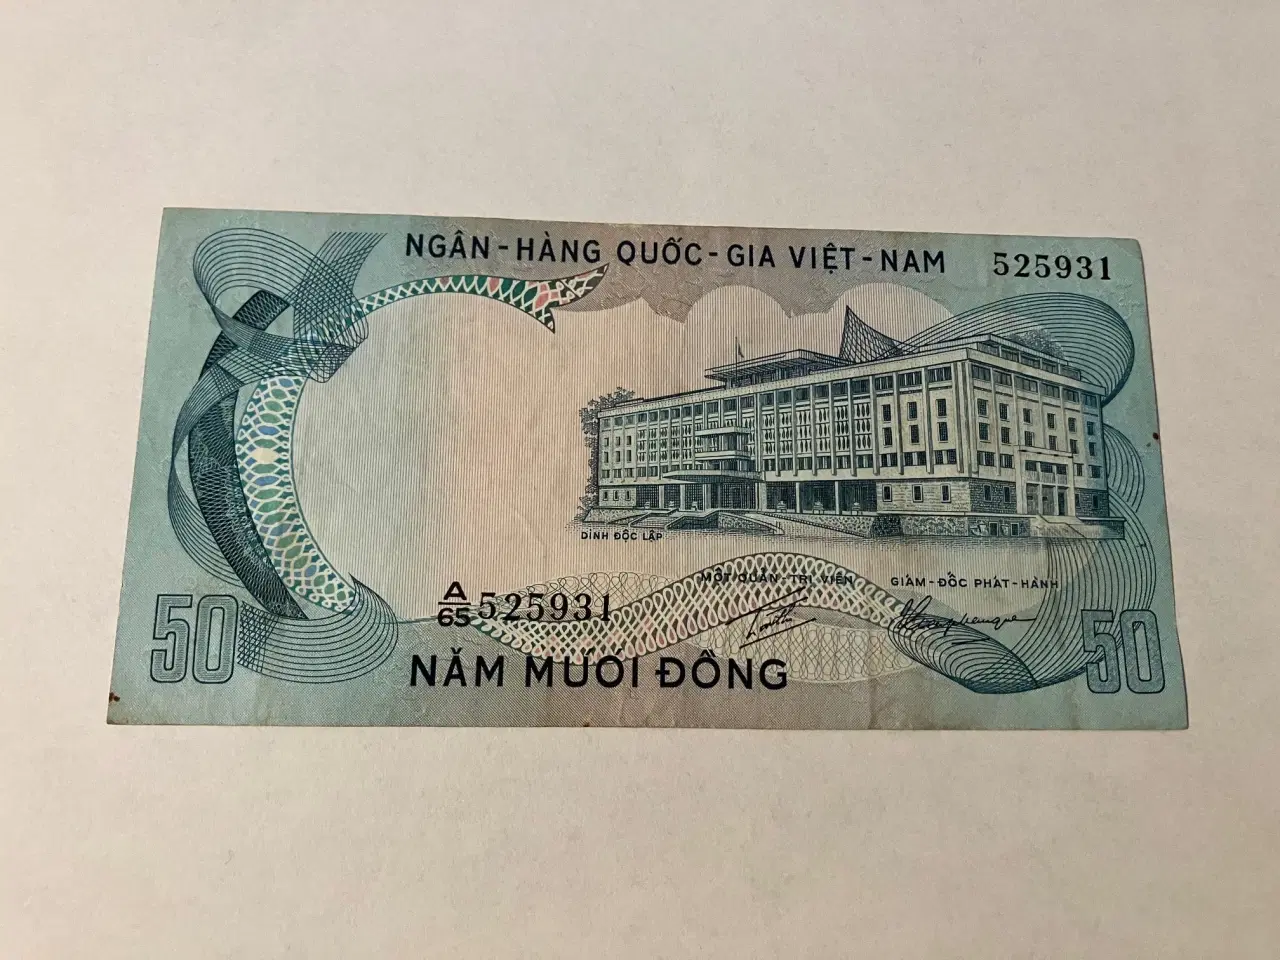 NGÂN-HÀNG QUỐC-GIA VIỆT-NAM
525931
DINH ĐỘC LẬP
MỘT QUẢN-TRỊ-VIÊN
GIÁM-ĐỐC PHÁT-HÀNH
A/65 525931
50
50
NĂM MƯƠI ĐỒNG